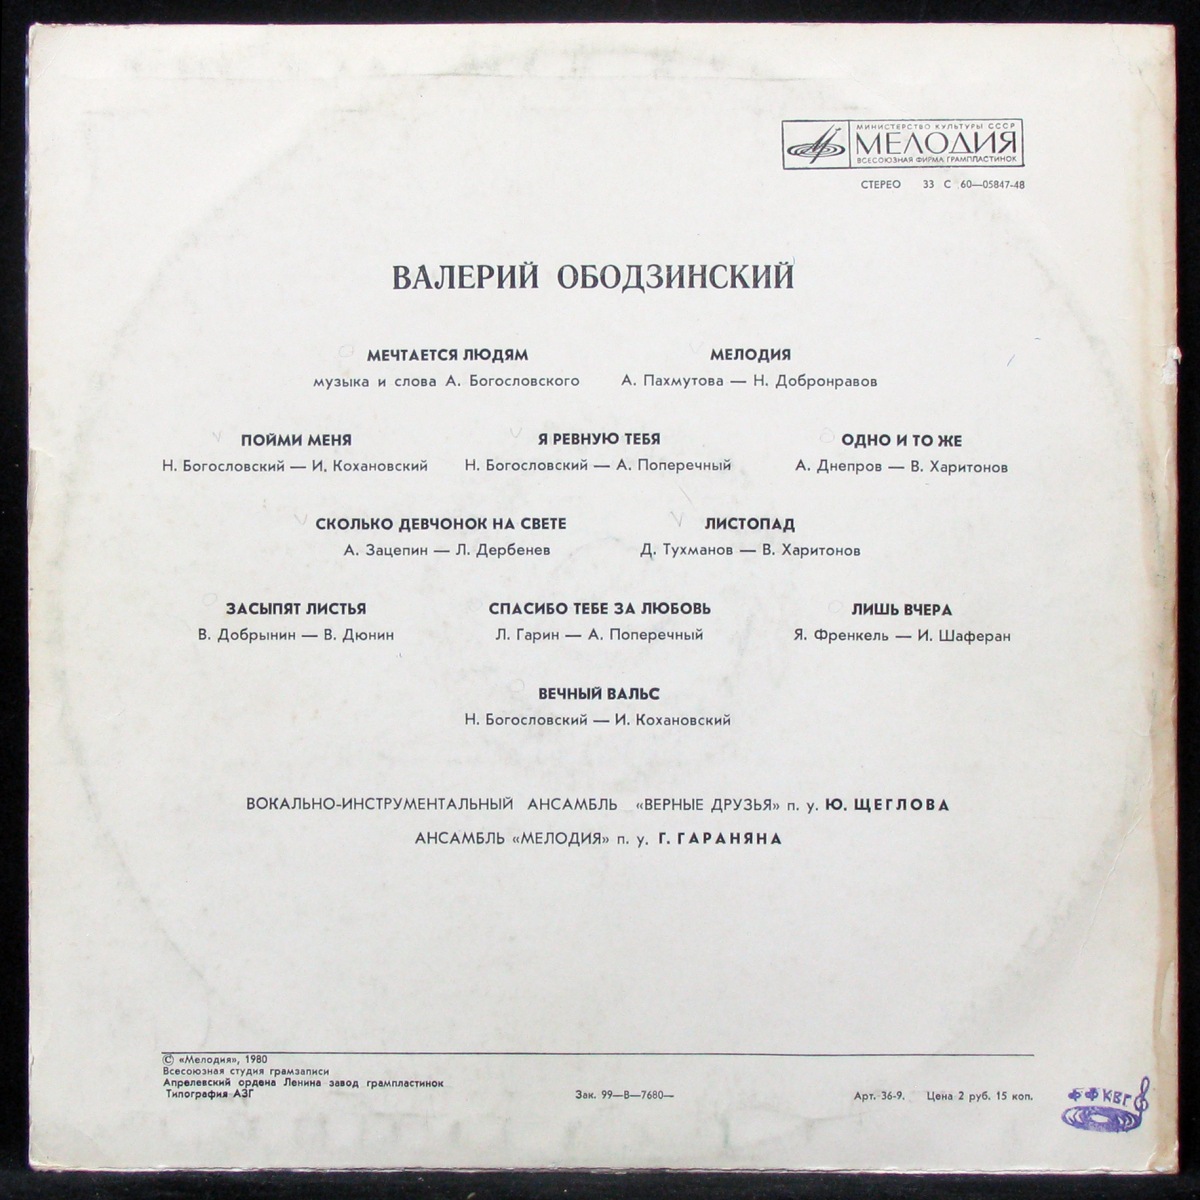 МИНИСТЕРСТВО КУЛЬТУРЫ СССР
МЕЛОДИЯ
ВСЕСОЮЗНАЯ ФИРМА ГРАМПЛАСТИНОК
СТЕРЕО 33 С 60—05847-48
ВАЛЕРИЙ ОБОДЗИНСКИЙ
МЕЧТАЕТСЯ ЛЮДЯМ МЕЛОДИЯ
музыка и слова А. Богословского А. Пахмутова — Н. Добронравов
ПОЙМИ МЕНЯ Я РЕВНУЮ ТЕБЯ ОДНО И ТО ЖЕ
Н. Богословский — И. Кохановский Н. Богословский — А. Поперечный А. Днепров — В. Харитонов
СКОЛЬКО ДЕВЧОНОК НА СВЕТЕ ЛИСТОПАД
А. Зацепин — Л. Дербенев Д. Тухманов — В. Харитонов
ЗАСЫПЯТ ЛИСТЬЯ СПАСИБО ТЕБЕ ЗА ЛЮБОВЬ ЛИШЬ ВЧЕРА
В. Добрынин — В. Дюнин Л. Гарин — А. Поперечный Я. Френкель — И. Шаферан
ВЕЧНЫЙ ВАЛЬС
Н. Богословский — И. Кохановский
ВОКАЛЬНО-ИНСТРУМЕНТАЛЬНЫЙ АНСАМБЛЬ «ВЕРНЫЕ ДРУЗЬЯ» п. у. Ю. ЩЕГЛОВА
АНСАМБЛЬ «МЕЛОДИЯ» п. у. Г. ГАРАНЯНА
© «Мелодия», 1980
Всесоюзная студия грамзаписи
Апрелевский ордена Ленина завод грампластинок
Типография АЗГ Зак. 99—В—7680— Арт. 36-9. Цена 2 руб. 15 коп.